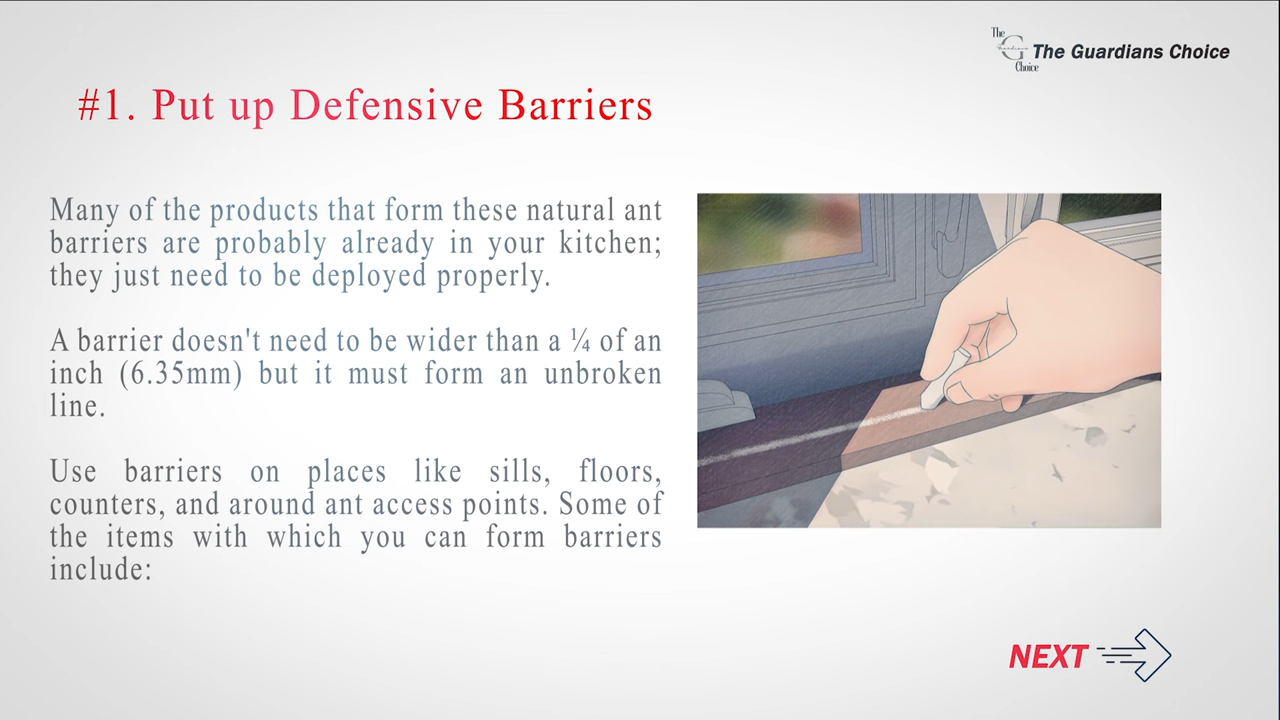 The
G
Guardians
Choice
The Guardians Choice
#1. Put up Defensive Barriers
Many of the products that form these natural ant
barriers are probably already in your kitchen;
they just need to be deployed properly.
A barrier doesn't need to be wider than a ¼ of an
inch (6.35mm) but it must form an unbroken
line.
Use barriers on places like sills, floors,
counters, and around ant access points. Some of
the items with which you can form barriers
include:
NEXT